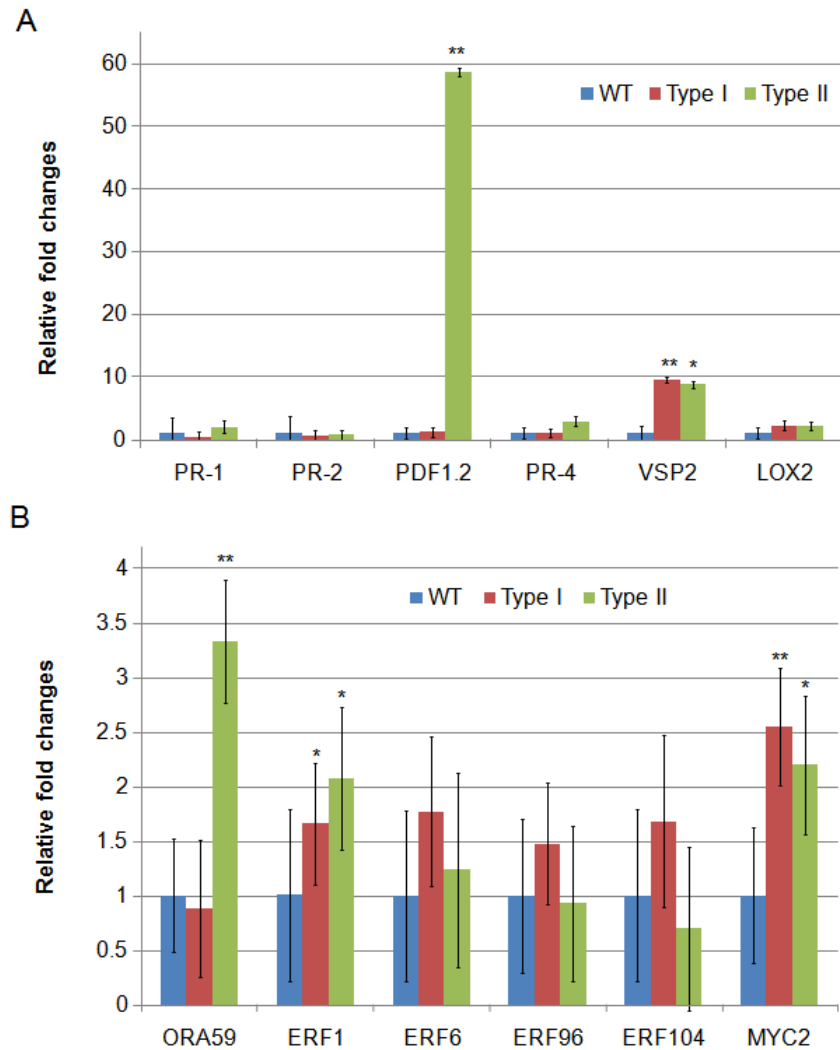 A
Relative fold changes
60
50
40
30
20
10
0
WT Type I Type II
**
** *
PR-1 PR-2 PDF1.2 PR-4 VSP2 LOX2
B
Relative fold changes
4
3.5
3
2.5
2
1.5
1
0.5
0
WT Type I Type II
**
* *
** *
ORA59 ERF1 ERF6 ERF96 ERF104 MYC2